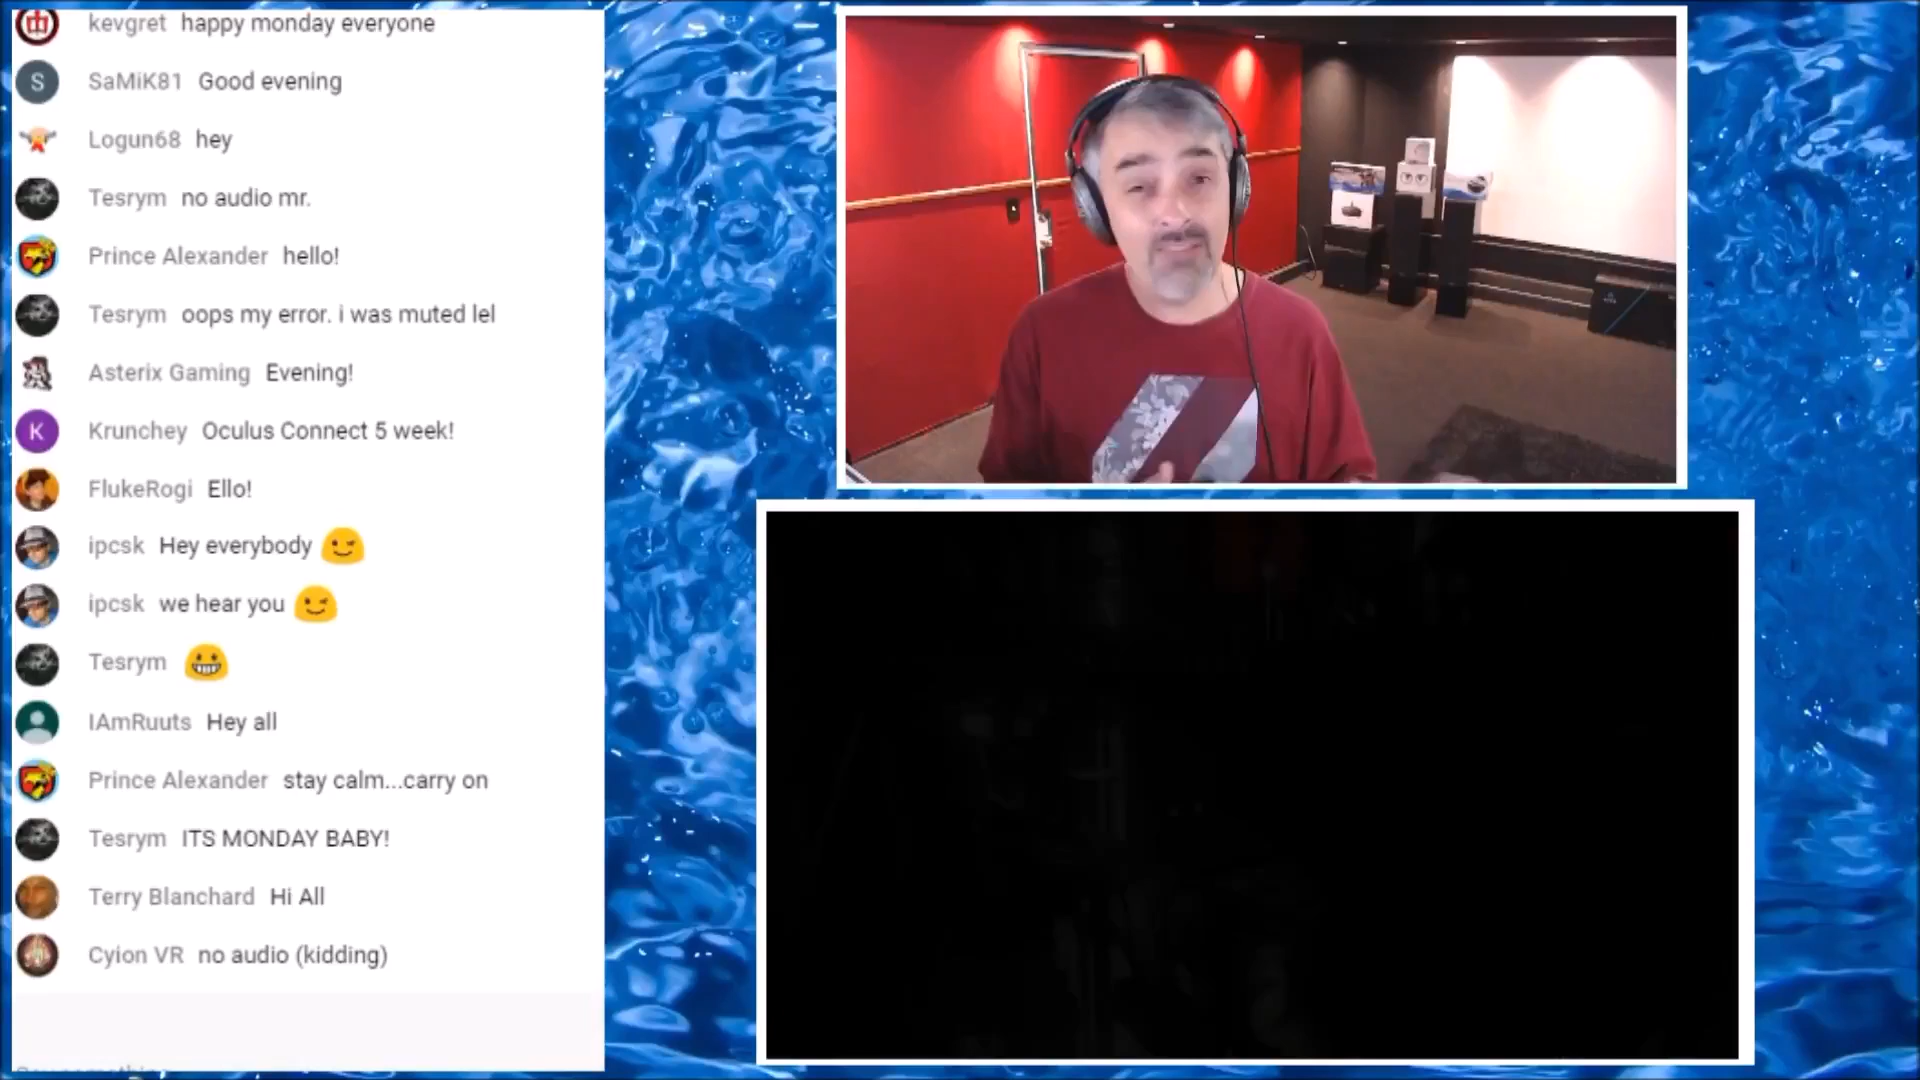 kevgret happy monday everyone
S SaMiK81 Good evening
Logun68 hey
Tesrym no audio mr.
Prince Alexander hello!
Tesrym oops my error. i was muted lel
Asterix Gaming Evening!
K Krunchey Oculus Connect 5 week!
FlukeRogi Ello!
ipcsk Hey everybody
ipcsk we hear you
Tesrym
IAmRuuts Hey all
Prince Alexander stay calm...carry on
Tesrym ITS MONDAY BABY!
Terry Blanchard Hi All
Cyion VR no audio (kidding)